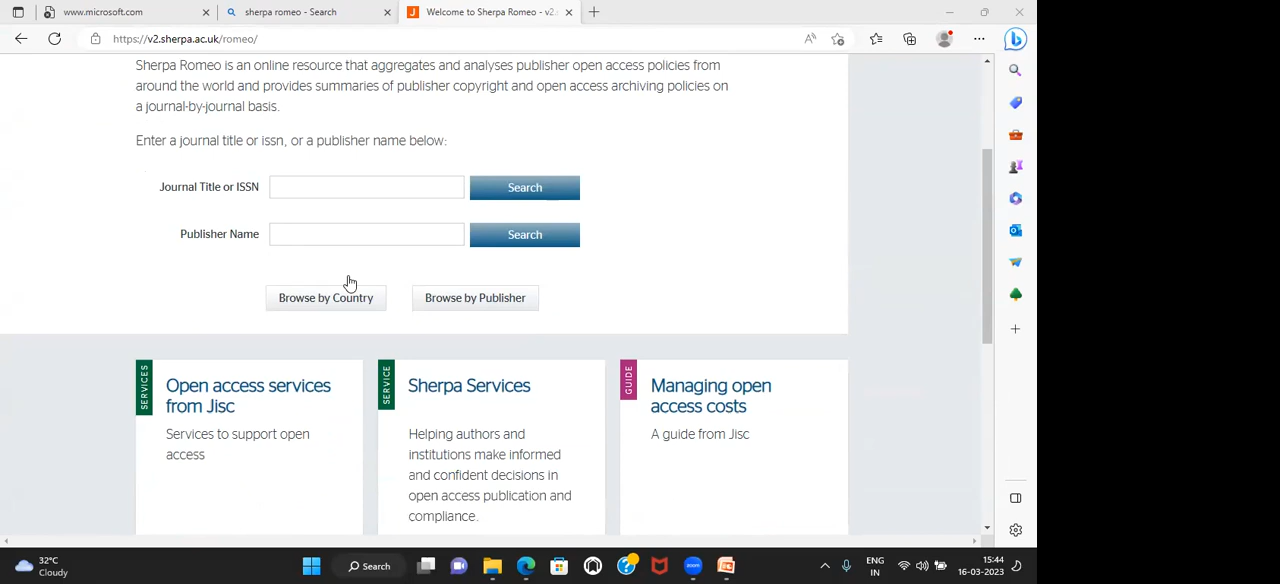 www.microsoft.com
sherpa romeo - Search
Welcome to Sherpa Romeo - v2.
https://v2.sherpa.ac.uk/romeo/
Sherpa Romeo is an online resource that aggregates and analyses publisher open access policies from
around the world and provides summaries of publisher copyright and open access archiving policies on
a journal-by-journal basis.
Enter a journal title or issn, or a publisher name below:
Journal Title or ISSN
Search
Publisher Name
Search
Browse by Country
Browse by Publisher
SERVICES
Open access services
from Jisc
Services to support open
access
SERVICE
Sherpa Services
Helping authors and
institutions make informed
and confident decisions in
open access publication and
compliance.
GUIDE
Managing open
access costs
A guide from Jisc
32°C
Cloudy
Search
zoom
ENG
IN
15:44
16-03-2023